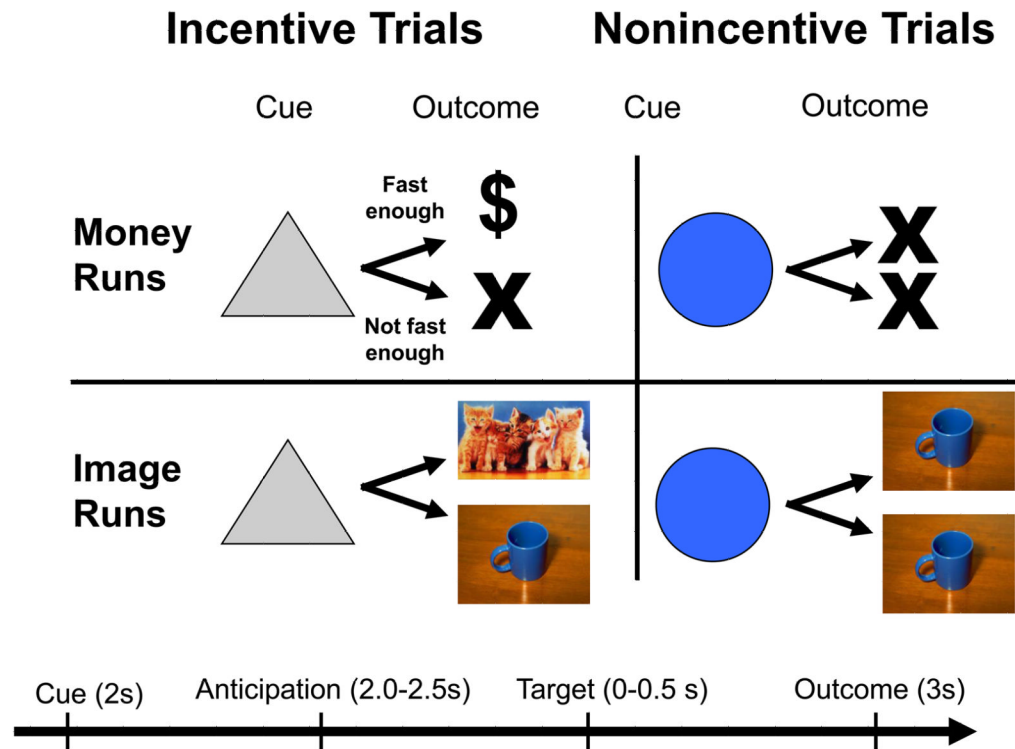 Incentive Trials
Nonincentive Trials
Cue
Outcome
Cue
Outcome
Money
Runs
Fast
enough
$
X
Not fast
enough
X
X
Image
Runs
Cue (2s)
Anticipation (2.0-2.5s)
Target (0-0.5 s)
Outcome (3s)